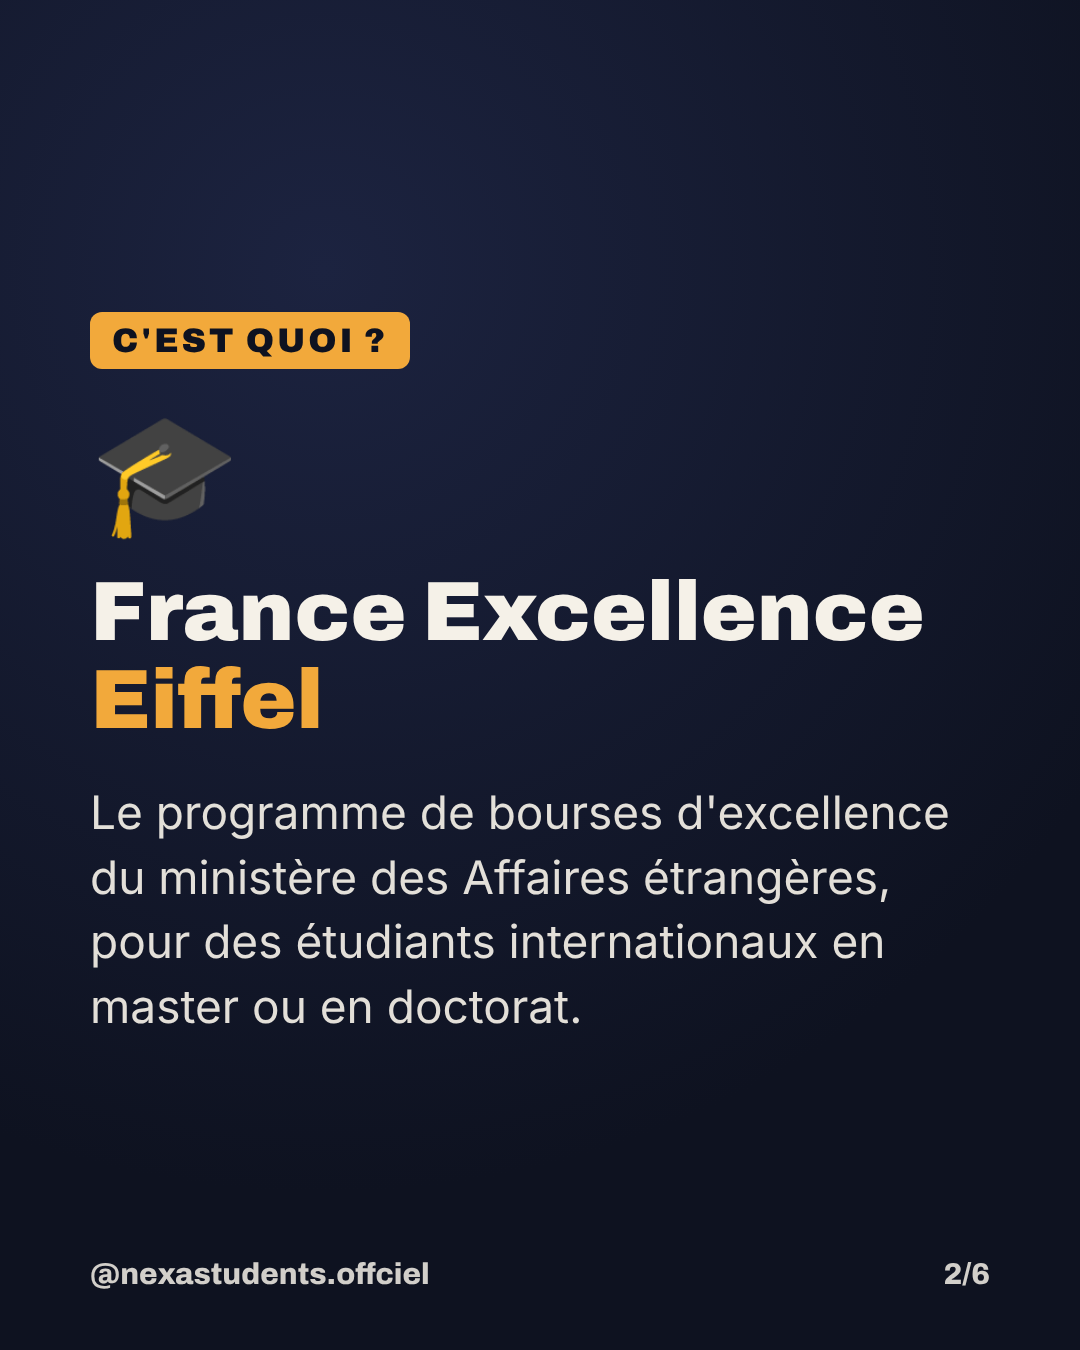 C'EST QUOI ?
France Excellence
Eiffel
Le programme de bourses d'excellence
du ministère des Affaires étrangères,
pour des étudiants internationaux en
master ou en doctorat.
@nexastudents.offciel
2/6